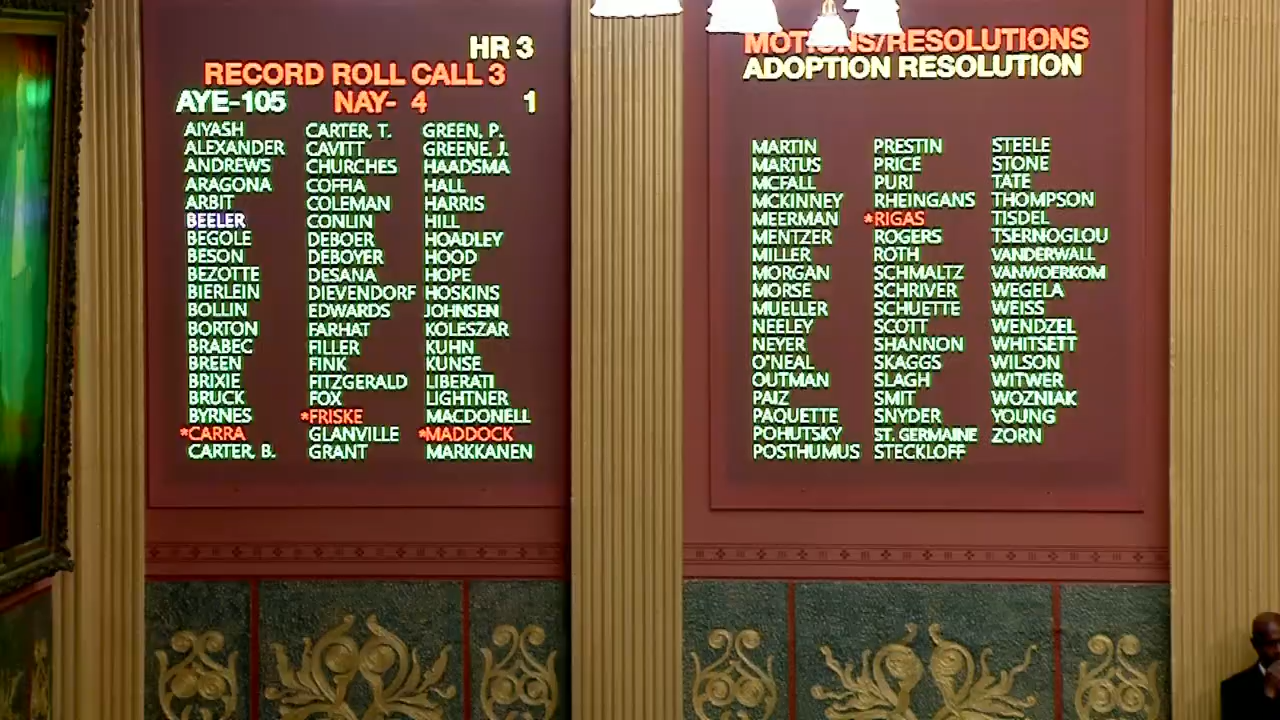 HR 3
RECORD ROLL CALL 3
AYE-105 NAY- 4 1
AIYASH CARTER, T. GREEN, P.
ALEXANDER CAVITT GREENE, J.
ANDREWS CHURCHES HAADSMA
ARAGONA COFFIA HALL
ARBIT COLEMAN HARRIS
BEELER CONLIN HILL
BEGOLE DEBOER HOADLEY
BESON DEBOYER HOOD
BEZOTTE DESANA HOPE
BIERLEIN DIEVENDORF HOSKINS
BOLLIN EDWARDS JOHNSEN
BORTON FARHAT KOLESZAR
BRABEC FILLER KUHN
BREEN FINK KUNSE
BRIXIE FITZGERALD LIBERATI
BRUCK FOX LIGHTNER
BYRNES *FRISKE MACDONELL
*CARRA GLANVILLE *MADDOCK
CARTER, B. GRANT MARKKANEN
MOTIONS/RESOLUTIONS
ADOPTION RESOLUTION
MARTIN PRESTIN STEELE
MARTUS PRICE STONE
MCFALL PURI TATE
MCKINNEY RHEINGANS THOMPSON
MEERMAN *RIGAS TISDEL
MENTZER ROGERS TSERNOGLOU
MILLER ROTH VANDERWALL
MORGAN SCHMALTZ VANWOERKOM
MORSE SCHRIVER WEGELA
MUELLER SCHUETTE WEISS
NEELEY SCOTT WENDZEL
NEYER SHANNON WHITSETT
O'NEAL SKAGGS WILSON
OUTMAN SLAGH WITWER
PAIZ SMIT WOZNIAK
PAQUETTE SNYDER YOUNG
POHUTSKY ST. GERMAINE ZORN
POSTHUMUS STECKLOFF